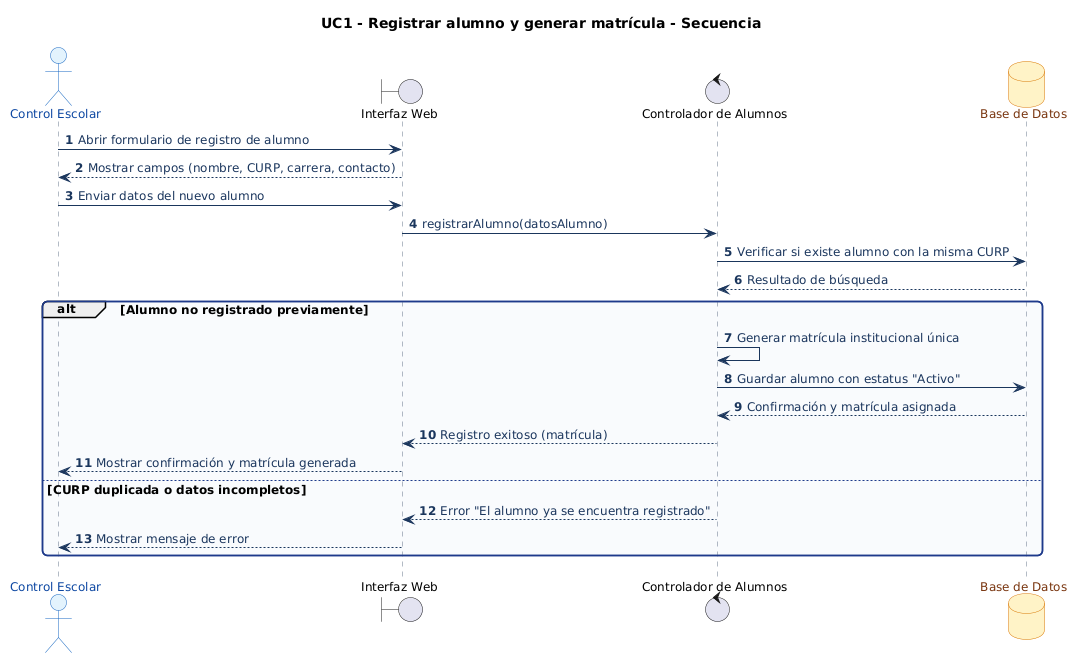 UC1 - Registrar alumno y generar matrícula - Secuencia
Control Escolar
Interfaz Web
Controlador de Alumnos
Base de Datos
1 Abrir formulario de registro de alumno
2 Mostrar campos (nombre, CURP, carrera, contacto)
3 Enviar datos del nuevo alumno
4 registrarAlumno(datosAlumno)
5 Verificar si existe alumno con la misma CURP
6 Resultado de búsqueda
alt [Alumno no registrado previamente]
7 Generar matrícula institucional única
8 Guardar alumno con estatus "Activo"
9 Confirmación y matrícula asignada
10 Registro exitoso (matrícula)
11 Mostrar confirmación y matrícula generada
[CURP duplicada o datos incompletos]
12 Error "El alumno ya se encuentra registrado"
13 Mostrar mensaje de error
Control Escolar
Interfaz Web
Controlador de Alumnos
Base de Datos